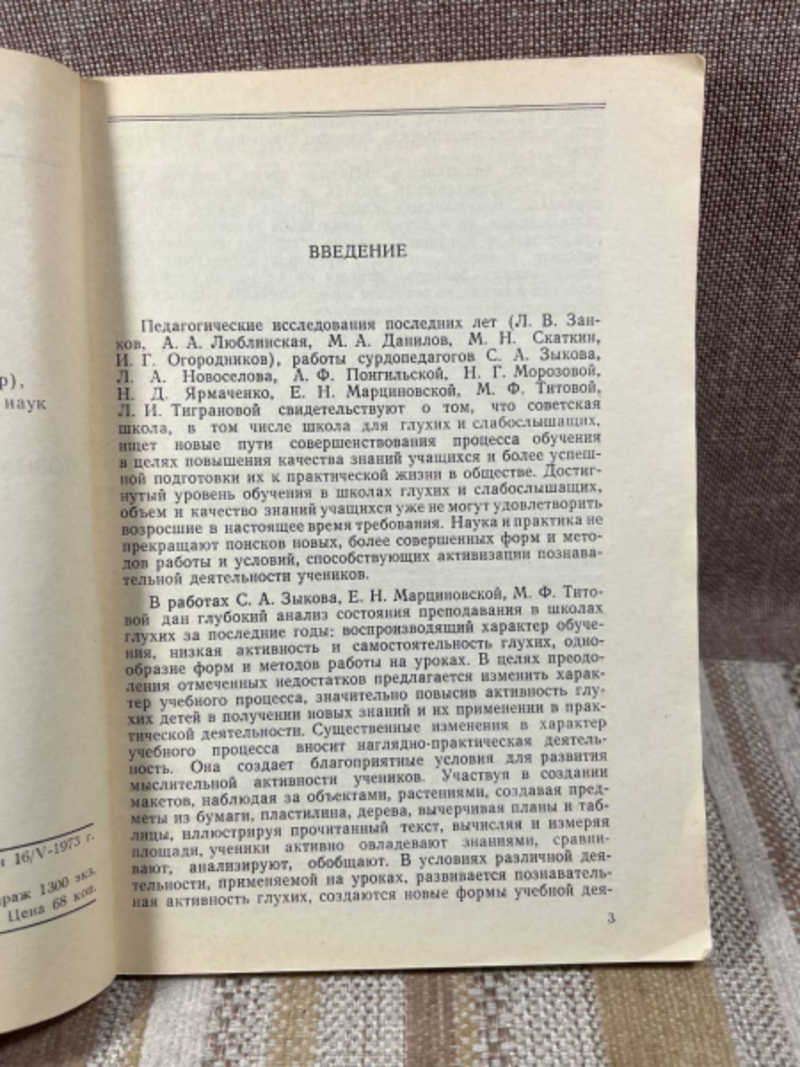 р),
наук
16/V-1973 г.
раж 1300 экз.
Цена 68 коп.
ВВЕДЕНИЕ
Педагогические исследования последних лет (Л. В. Зан-
ков, А. А. Люблинская, М. А. Данилов, М. Н. Скаткин,
И. Г. Огородников), работы сурдопедагогов С. А. Зыкова,
Л. А. Новоселова, А. Ф. Понгильской, Н. Г. Морозовой,
Н. Д. Ярмаченко, Е. Н. Марциновской, М. Ф. Титовой,
Л. И. Тиграновой свидетельствуют о том, что советская
школа, в том числе школа для глухих и слабослышащих,
ищет новые пути совершенствования процесса обучения
в целях повышения качества знаний учащихся и более успеш-
ной подготовки их к практической жизни в обществе. Достиг-
нутый уровень обучения в школах глухих и слабослышащих,
объем и качество знаний учащихся уже не могут удовлетворить
возросшие в настоящее время требования. Наука и практика не
прекращают поисков новых, более совершенных форм и мето-
дов работы и условий, способствующих активизации познава-
тельной деятельности учеников.
В работах С. А. Зыкова, Е. Н. Марциновской, М. Ф. Тито-
вой дан глубокий анализ состояния преподавания в школах
глухих за последние годы: воспроизводящий характер обуче-
ния, низкая активность и самостоятельность глухих, одно-
образие форм и методов работы на уроках. В целях преодо-
ления отмеченных недостатков предлагается изменить харак-
тер учебного процесса, значительно повысив активность глу-
хих детей в получении новых знаний и их применении в прак-
тической деятельности. Существенные изменения в характер
учебного процесса вносит наглядно-практическая деятель-
ность. Она создает благоприятные условия для развития
мыслительной активности учеников. Участвуя в создании
макетов, наблюдая за объектами, растениями, создавая пред-
меты из бумаги, пластилина, дерева, вычерчивая планы и таб-
лицы, иллюстрируя прочитанный текст, вычисляя и измеряя
площади, ученики активно овладевают знаниями, сравни-
вают, анализируют, обобщают. В условиях различной дея-
тельности, применяемой на уроках, развивается познаватель-
ная активность глухих, создаются новые формы учебной дея-
3